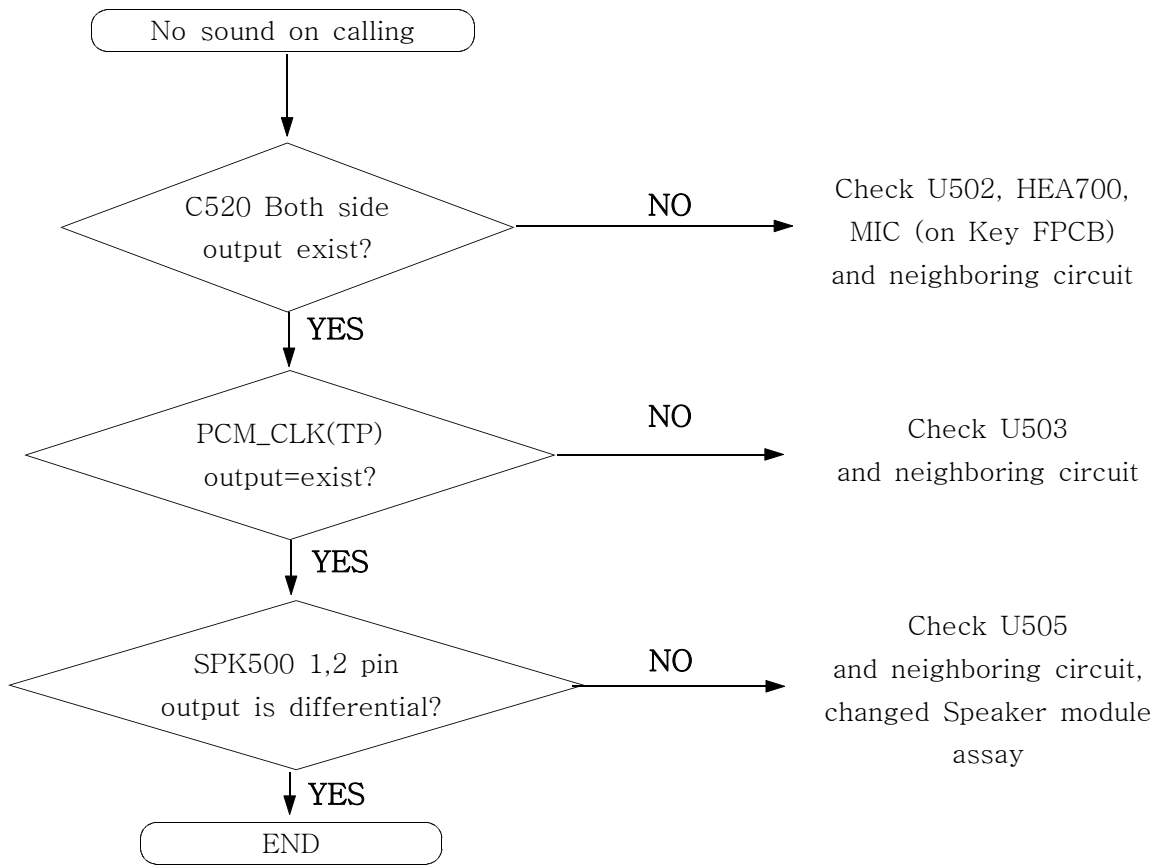 No sound on calling
C520 Both side
output exist?
NO
Check U502, HEA700,
MIC (on Key FPCB)
and neighboring circuit
YES
PCM_CLK(TP)
output=exist?
NO
Check U503
and neighboring circuit
YES
SPK500 1,2 pin
output is differential?
NO
Check U505
and neighboring circuit,
changed Speaker module
assay
YES
END